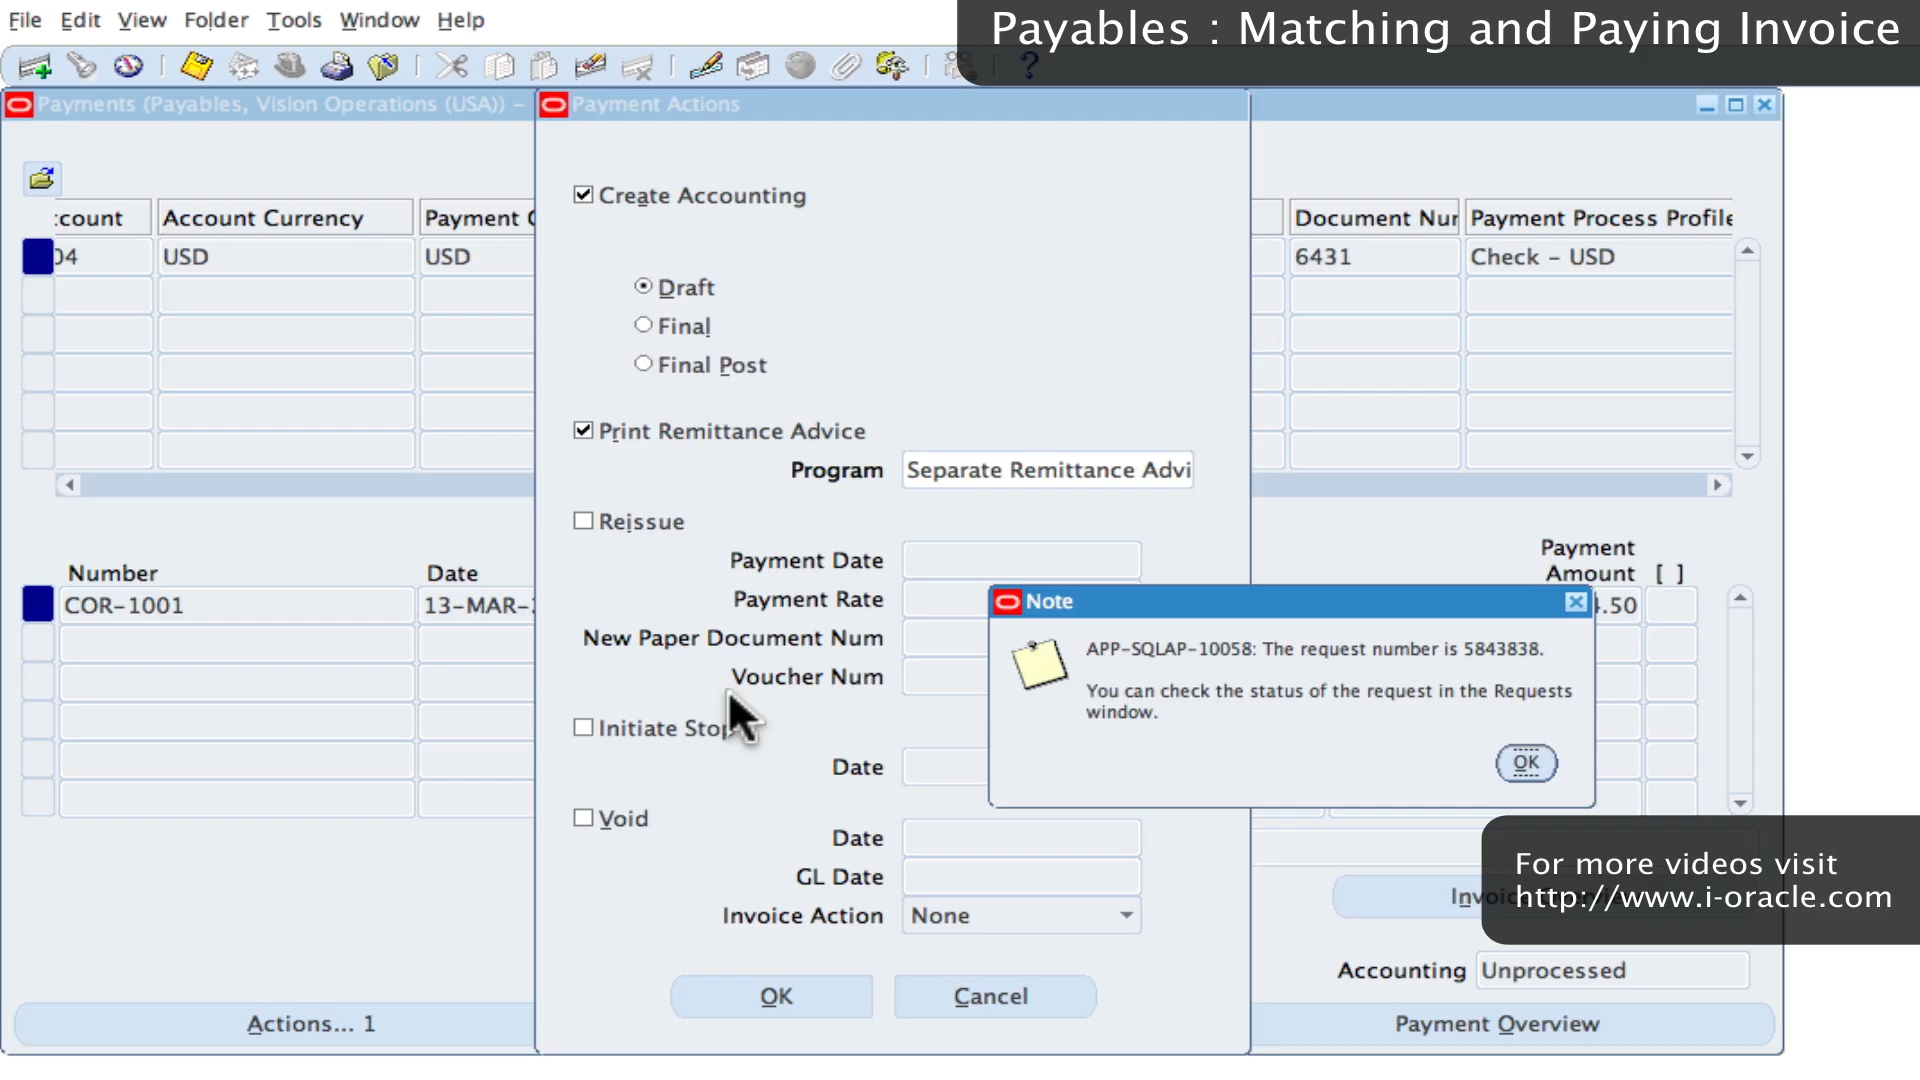 File Edit View Folder Tools Window Help
Payables : Matching and Paying Invoice
?
Payments (Payables, Vision Operations (USA)) –
Payment Actions
Create Accounting
Account Currency
Document Nur
Payment Process Profile
04
USD
USD
6431
Check – USD
Draft
Final
Final Post
Print Remittance Advice
Program
Separate Remittance Advi
Reissue
Payment Date
Payment Rate
New Paper Document Num
Voucher Num
Initiate Stop
Date
Void
Date
GL Date
Invoice Action
None
OK
Cancel
Number
Date
Payment
Amount [ ]
COR-1001
13-MAR-
.50
Note
APP-SQLAP-10058: The request number is 5843838.
You can check the status of the request in the Requests
window.
OK
For more videos visit
http://www.i-oracle.com
Accounting
Unprocessed
Actions... 1
Payment Overview